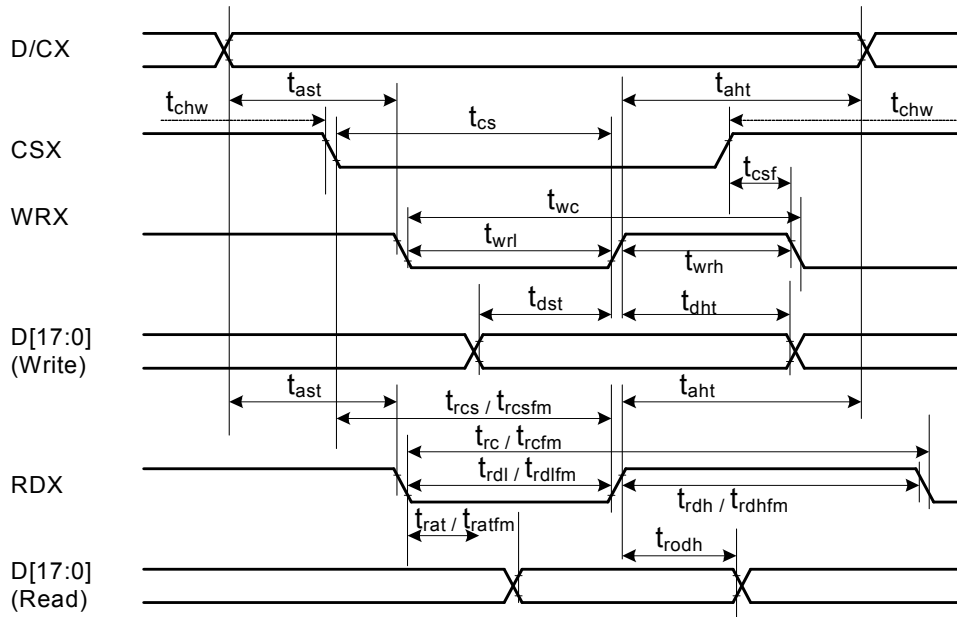 D/CX
t_ast t_aht
t_chw t_cs t_chw
CSX
t_csf
WRX
t_wc
t_wrl t_wrh
t_dst t_dht
D[17:0]
(Write)
t_ast t_rcs / t_rcsfm t_aht
t_rc / t_rcfm
RDX
t_rdl / t_rdlfm t_rdh / t_rdhfm
t_rat / t_ratfm t_rodh
D[17:0]
(Read)